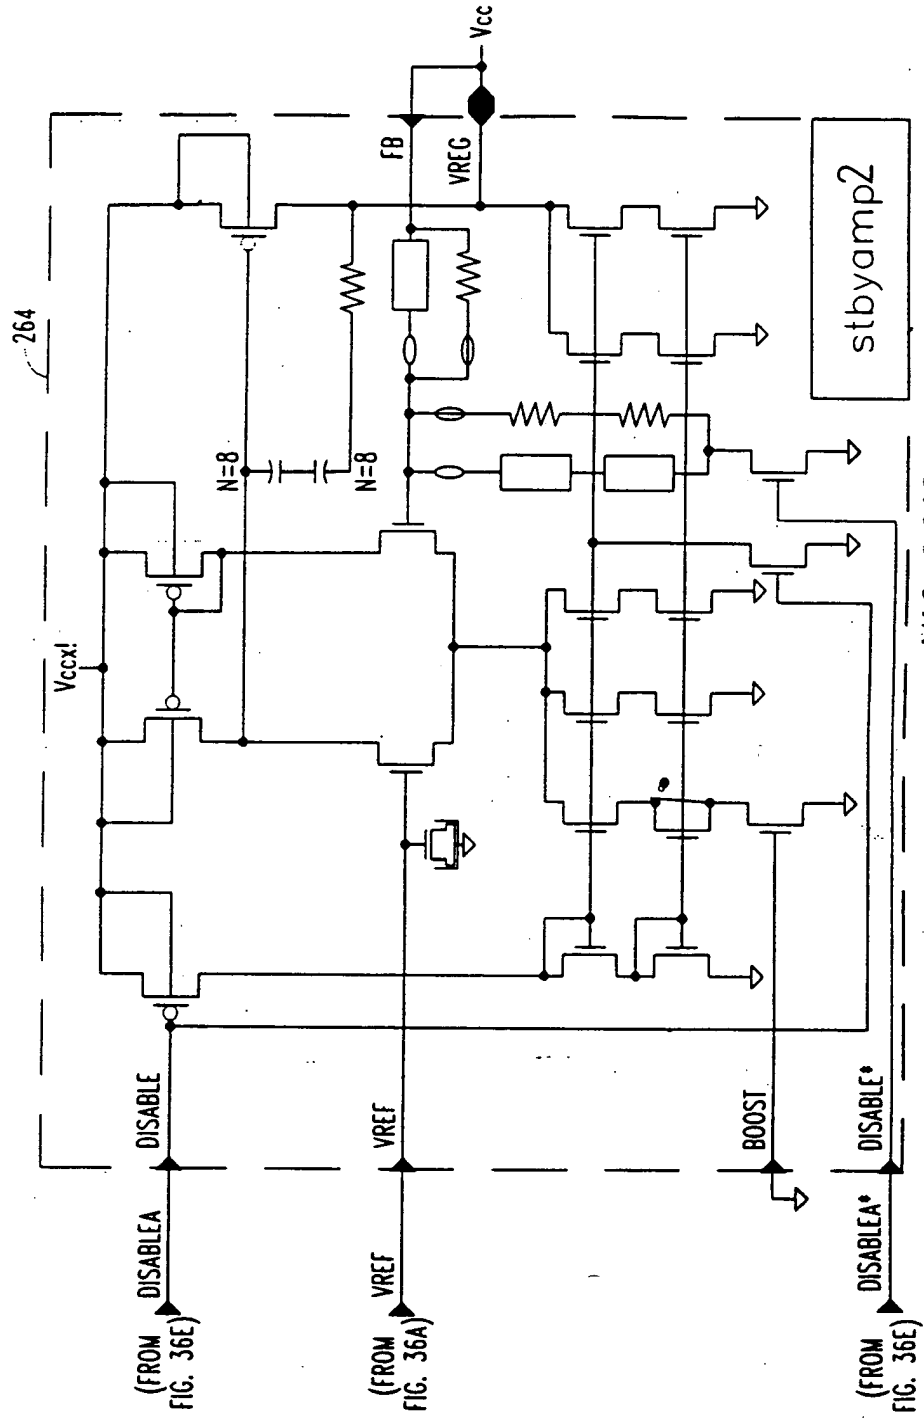 264
Vccx!
N=8
N=8
FB
VREG
Vcc
stbyamp2
DISABLE
VREF
BOOST
DISABLE*
DISABLEA
VREF
DISABLEA*
(FROM
FIG. 36E)
(FROM
FIG. 36A)
(FROM
FIG. 36E)